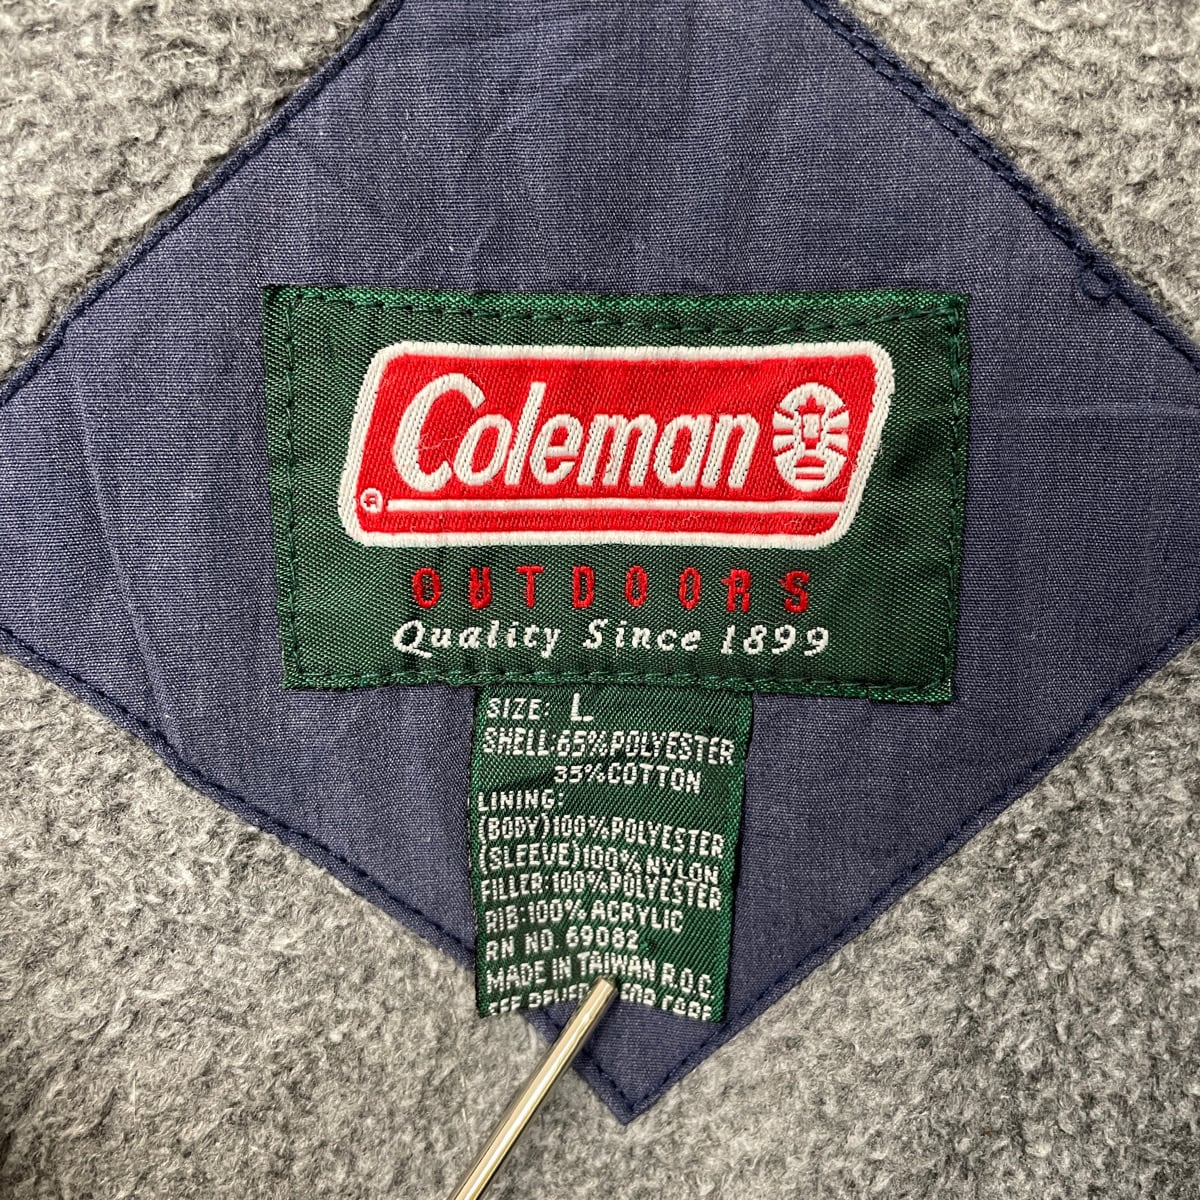 Coleman
®
OUTDOORS
Quality Since 1899
SIZE: L
SHELL:65%POLYESTER
35%COTTON
LINING:
(BODY)100%POLYESTER
(SLEEVE)100%NYLON
FILLER:100%POLYESTER
RIB:100% ACRYLIC
RN NO. 69082
MADE IN TAIWAN R.O.C
SEE